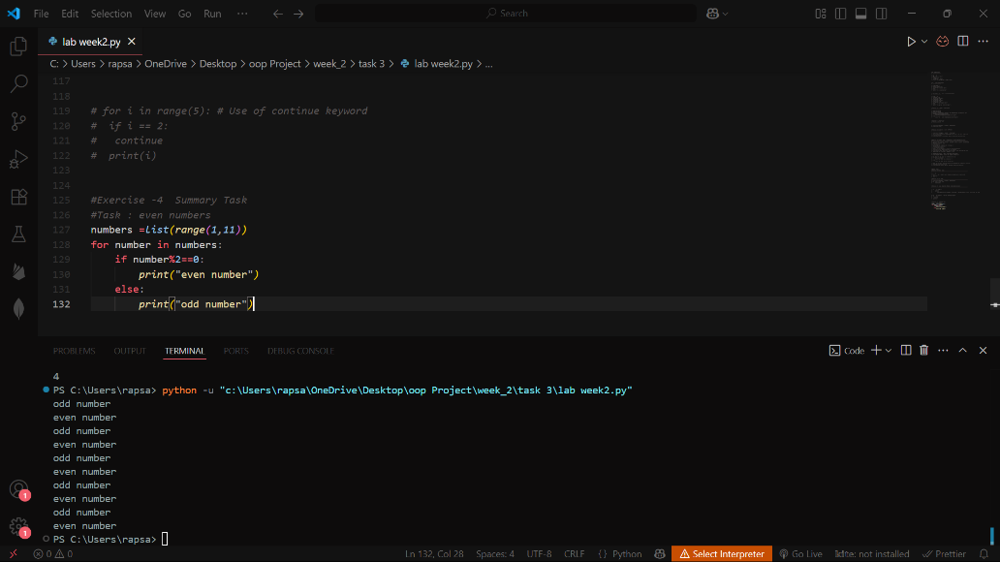 File Edit Selection View Go Run ··· Search
lab week2.py
C: > Users > rapsa > OneDrive > Desktop > oop Project > week_2 > task 3 > lab week2.py > ...
117
118
119 # for i in range(5): # Use of continue keyword
120 #  if i == 2:
121 #   continue
122 #  print(i)
123
124
125 #Exercise -4  Summary Task
126 #Task : even numbers
127 numbers =list(range(1,11))
128 for number in numbers:
129     if number%2==0:
130         print("even number")
131     else:
132         print("odd number")
PROBLEMS OUTPUT TERMINAL PORTS DEBUG CONSOLE Code
4
PS C:\Users\rapsa> python -u "c:\Users\rapsa\OneDrive\Desktop\oop Project\week_2\task 3\lab week2.py"
odd number
even number
odd number
even number
odd number
even number
odd number
even number
odd number
even number
PS C:\Users\rapsa>
1
1
0 0 Ln 132, Col 28 Spaces: 4 UTF-8 CRLF {} Python Select Interpreter Go Live not installed Prettier